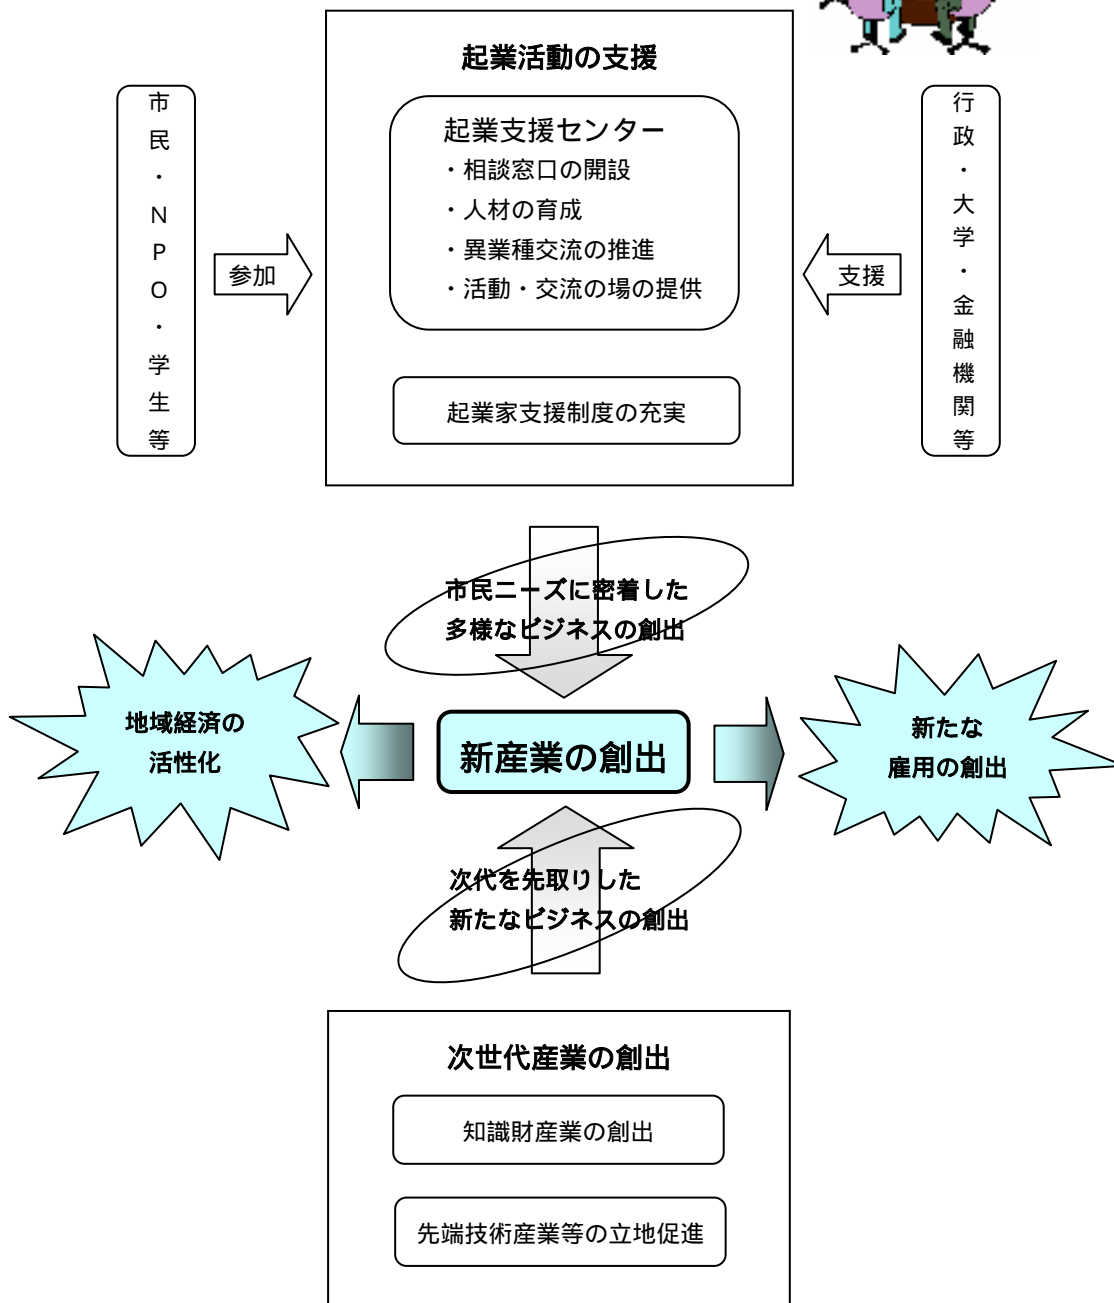 起業活動の支援
市民・NPO・学生等
参加
起業支援センター
・相談窓口の開設
・人材の育成
・異業種交流の推進
・活動・交流の場の提供
起業家支援制度の充実
支援
行政・大学・金融機関等
市民ニーズに密着した
多様なビジネスの創出
地域経済の
活性化
新産業の創出
新たな
雇用の創出
次代を先取りした
新たなビジネスの創出
次世代産業の創出
知識財産業の創出
先端技術産業等の立地促進